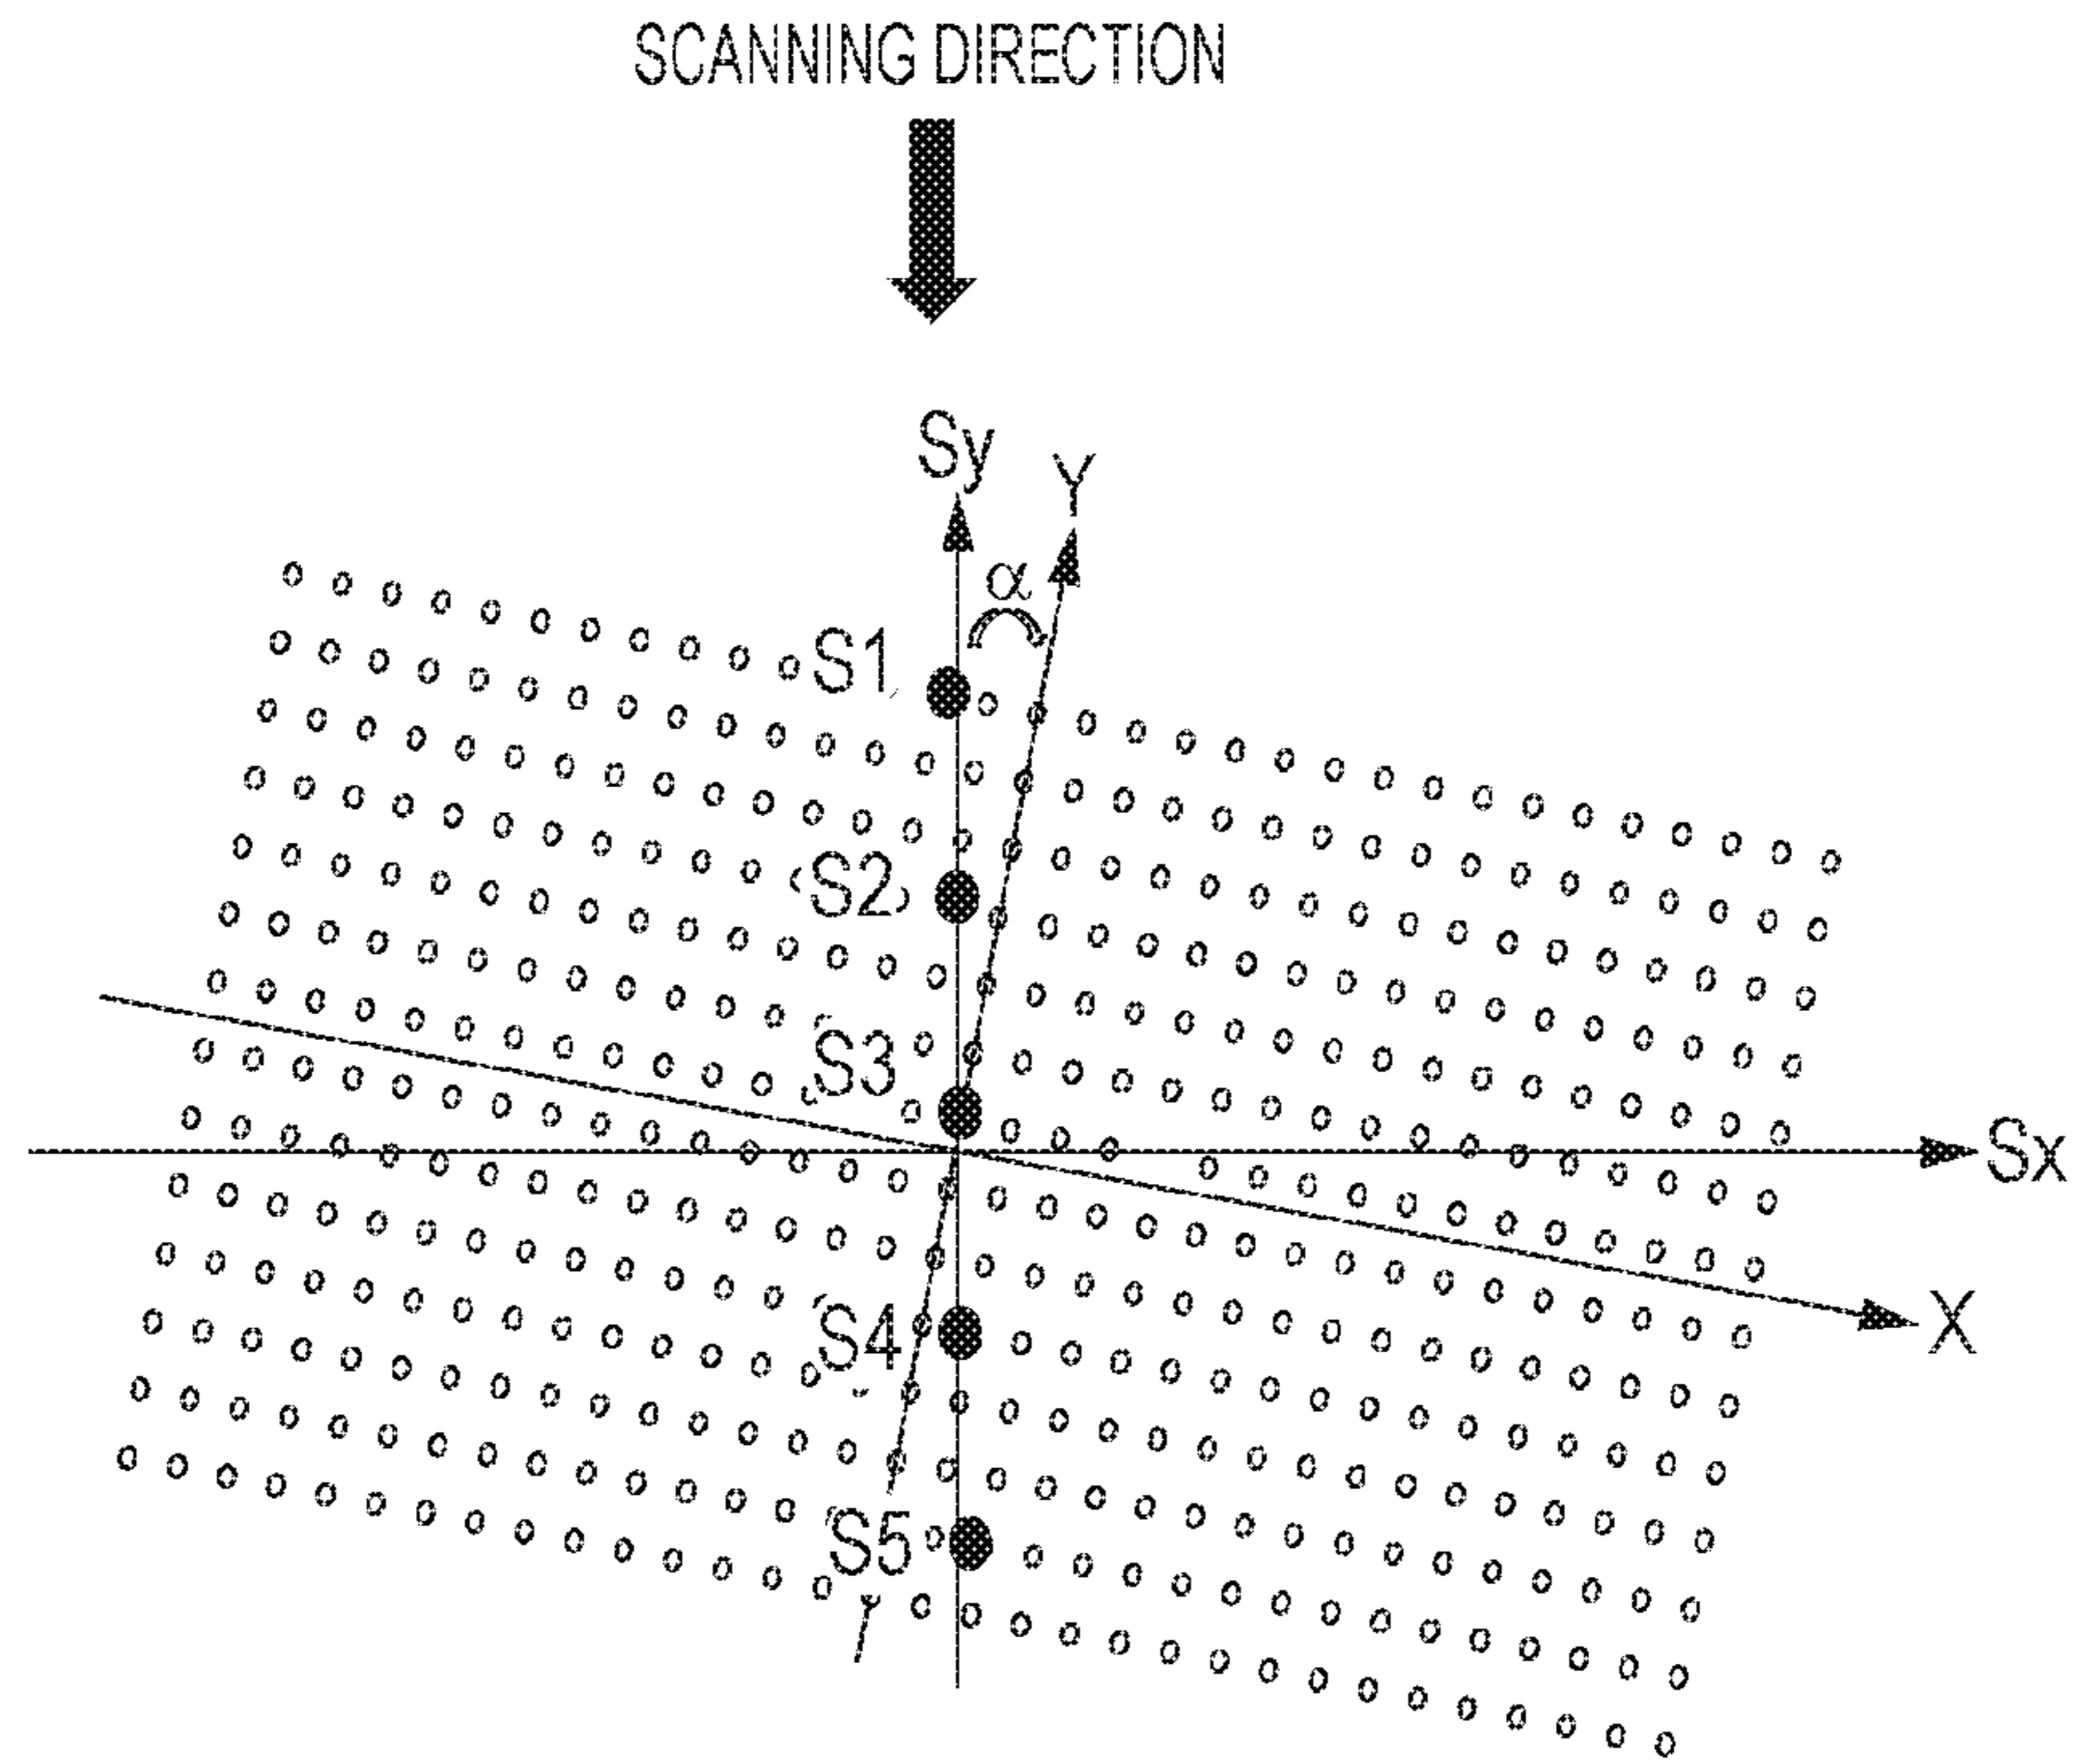 SCANNING DIRECTION
Sy
Y
α
S1
S2
S3
Sx
X
S4
S5